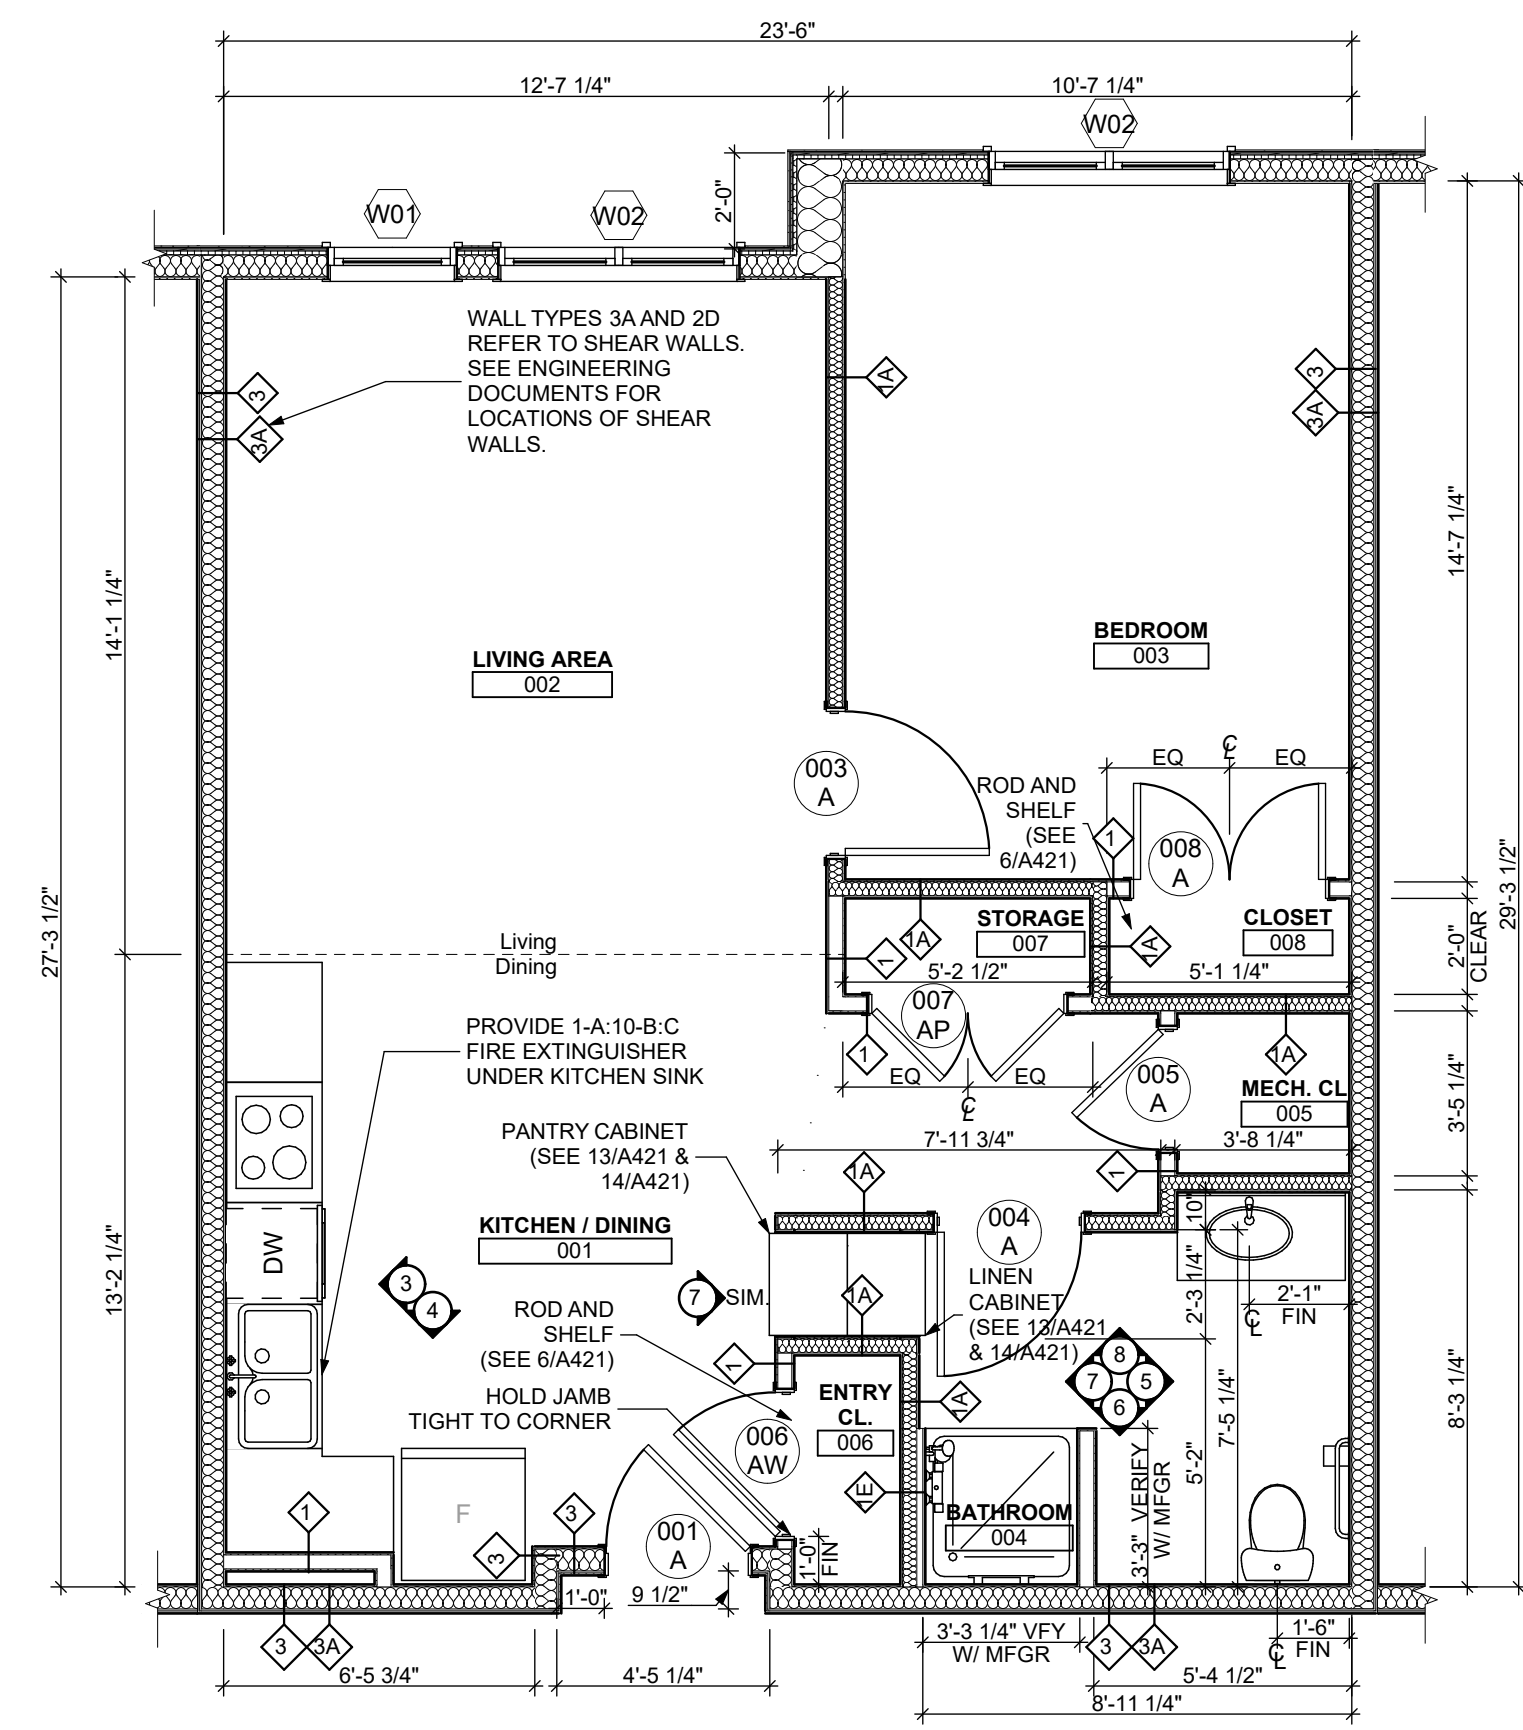 23'-6"
12'-7 1/4"
10'-7 1/4"
W02
2'-0"
W01
W02
WALL TYPES 3A AND 2D
REFER TO SHEAR WALLS.
SEE ENGINEERING
DOCUMENTS FOR
LOCATIONS OF SHEAR
WALLS.
3
3A
1A
3
3A
14'-1 1/4"
14'-7 1/4"
27'-3 1/2"
29'-3 1/2"
LIVING AREA
002
BEDROOM
003
003
A
EQ
EQ
ROD AND
SHELF
(SEE
6/A421)
1
008
A
STORAGE
007
CLOSET
008
1A
1
1A
5'-2 1/2"
5'-1 1/4"
2'-0"
CLEAR
Living
Dining
007
AP
1
EQ
EQ
005
A
1A
MECH. CL
005
3'-5 1/4"
PROVIDE 1-A:10-B:C
FIRE EXTINGUISHER
UNDER KITCHEN SINK
PANTRY CABINET
(SEE 13/A421 &
14/A421)
7'-11 3/4"
3'-8 1/4"
1A
1
KITCHEN / DINING
001
004
A
10"
13'-2 1/4"
DW
3
4
7
SIM.
1A
LINEN
CABINET
(SEE 13/A421
& 14/A421)
2'-3 1/4"
2'-1"
FIN
ROD AND
SHELF
(SEE 6/A421)
1
8
7
5
6
HOLD JAMB
TIGHT TO CORNER
ENTRY
CL.
006
1A
006
AW
5'-2"
7'-5 1/4"
8'-3 1/4"
3'-3" VERIFY
W/ MFGR
1E
BATHROOM
004
F
1
3
3
001
A
1'-0"
FIN
1'-0"
9 1/2"
3
3A
3'-3 1/4" VFY
W/ MFGR
3
3A
1'-6"
FIN
6'-5 3/4"
4'-5 1/4"
5'-4 1/2"
8'-11 1/4"